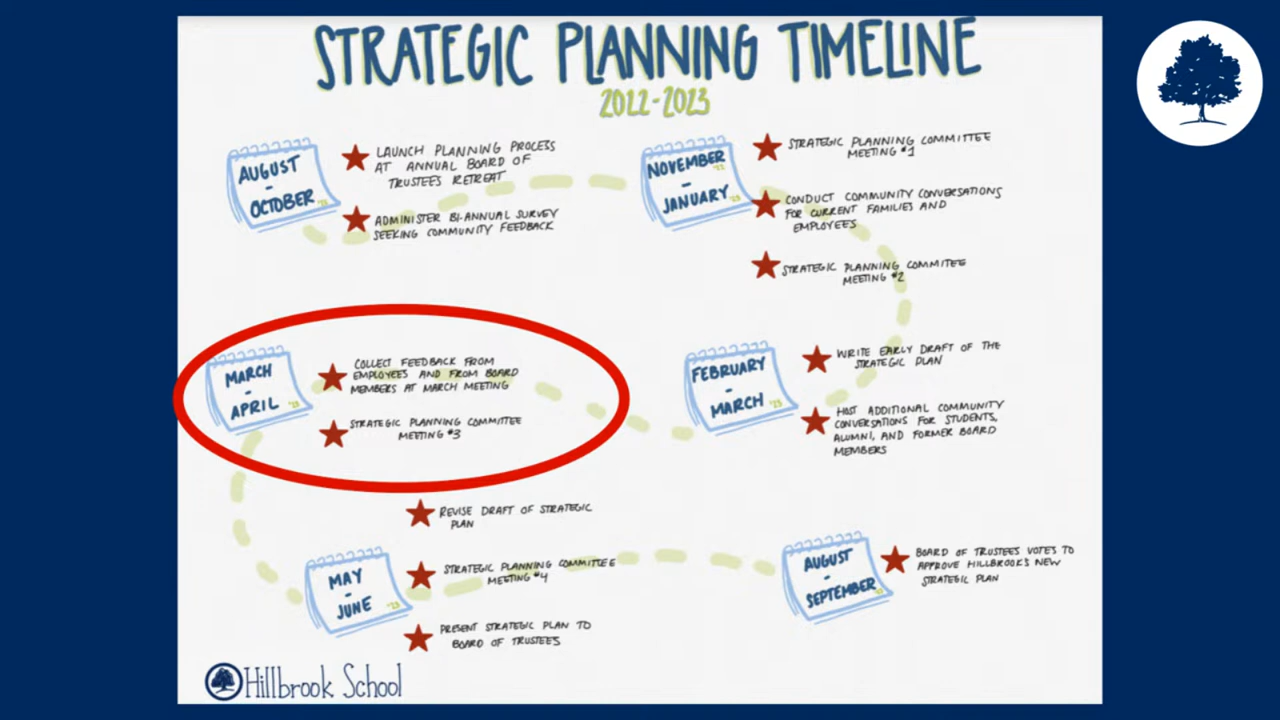 STRATEGIC PLANNING TIMELINE
2022-2023
AUGUST
-
OCTOBER
LAUNCH PLANNING PROCESS
AT ANNUAL BOARD OF
TRUSTEES RETREAT
ADMINISTER BI-ANNUAL SURVEY
SEEKING COMMUNITY FEEDBACK
NOVEMBER
-
JANUARY
STRATEGIC PLANNING COMMITTEE
MEETING #1
CONDUCT COMMUNITY CONVERSATIONS
FOR CURRENT FAMILIES AND
EMPLOYEES
STRATEGIC PLANNING COMMITEE
MEETING #2
FEBRUARY
-
MARCH '23
WRITE EARLY DRAFT OF THE
STRATEGIC PLAN
HOST ADDITIONAL COMMUNITY
CONVERSATIONS FOR STUDENTS,
ALUMNI, AND FORMER BOARD
MEMBERS
MARCH
-
APRIL '23
COLLECT FEEDBACK FROM
EMPLOYEES AND FROM BOARD
MEMBERS AT MARCH MEETING
STRATEGIC PLANNING COMMITTEE
MEETING #3
MAY
-
JUNE '23
REVISE DRAFT OF STRATEGIC
PLAN
STRATEGIC PLANNING COMMITTEE
MEETING #4
PRESENT STRATEGIC PLAN TO
BOARD OF TRUSTEES
AUGUST
-
SEPTEMBER
BOARD OF TRUSTEES VOTES TO
APPROVE HILLBROOK'S NEW
STRATEGIC PLAN
Hillbrook School